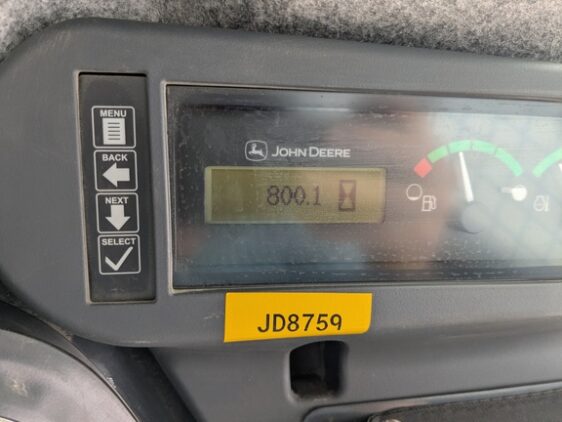 MENU
BACK
NEXT
SELECT
JOHN DEERE
800.1
JD8759